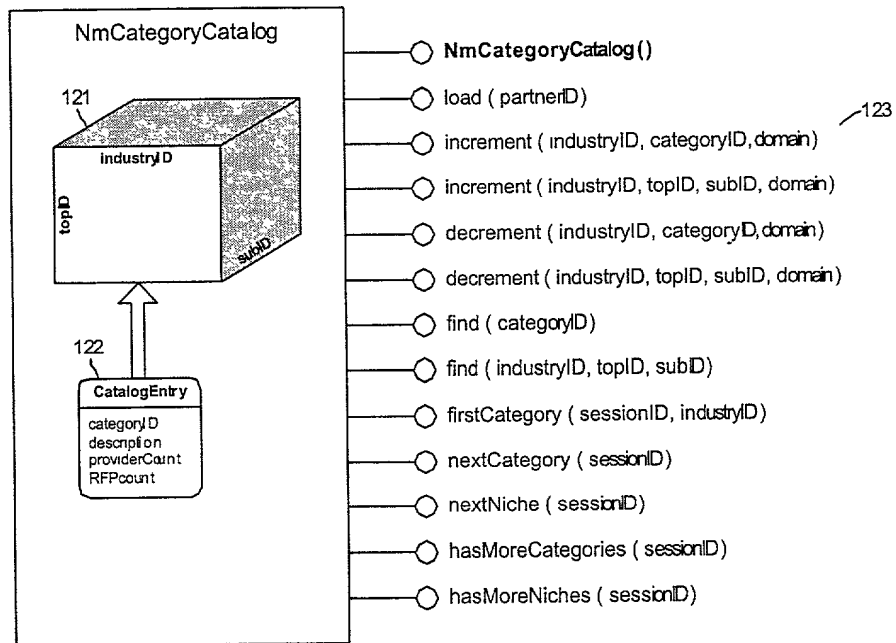 NmCategoryCatalog
121
industryID
topID
subID
122
CatalogEntry
categoryID
description
providerCount
RFPcount
NmCategoryCatalog()
load ( partnerID)
123
increment ( industryID, categoryID, domain)
increment ( industryID, topID, subID, domain)
decrement ( industryID, categoryID, domain)
decrement ( industryID, topID, subID, domain)
find ( categoryID)
find ( industryID, topID, subID)
firstCategory ( sessionID, industryID)
nextCategory ( sessionID)
nextNiche ( sessionID)
hasMoreCategories ( sessionID)
hasMoreNiches ( sessionID)